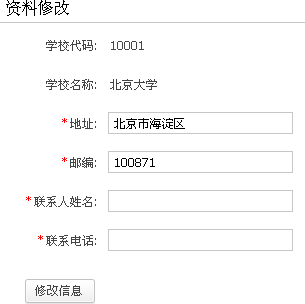 资料修改
学校代码: 10001
学校名称: 北京大学
*地址: 北京市海淀区
*邮编: 100871
*联系人姓名:
*联系电话:
修改信息